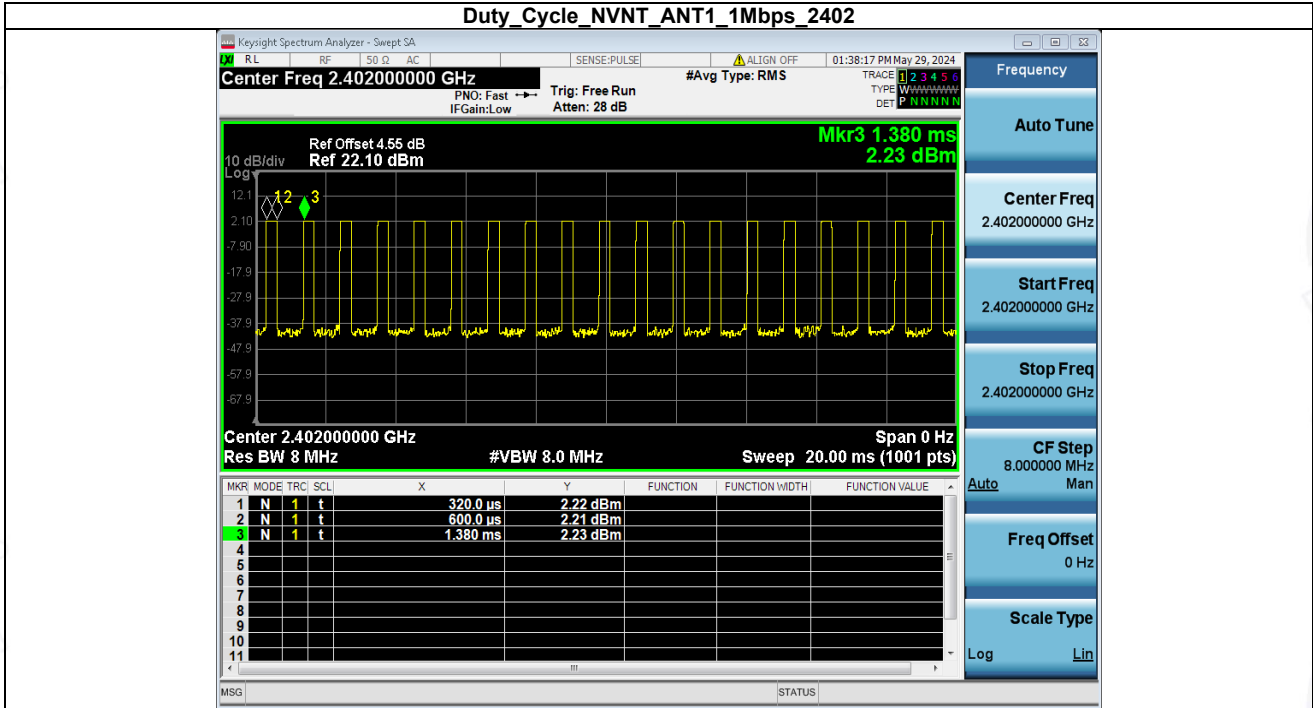 Duty_Cycle_NVNT_ANT1_1Mbps_2402
Keysight Spectrum Analyzer - Swept SA
LXI RL RF 50 Ω AC SENSE:PULSE ALIGN OFF 01:38:17 PM May 29, 2024
Center Freq 2.402000000 GHz #Avg Type: RMS TRACE 1 2 3 4 5 6
PNO: Fast Trig: Free Run TYPE WWWWWW
IFGain:Low Atten: 28 dB DET P N N N N N
Frequency
Auto Tune
Center Freq
2.402000000 GHz
Start Freq
2.402000000 GHz
Stop Freq
2.402000000 GHz
CF Step
8.000000 MHz
Auto Man
Freq Offset
0 Hz
Scale Type
Log Lin
Mkr3 1.380 ms
2.23 dBm
Ref Offset 4.55 dB
10 dB/div Ref 22.10 dBm
Log
12.1
2.10
-7.90
-17.9
-27.9
-37.9
-47.9
-57.9
-67.9
1 2 3
Center 2.402000000 GHz Span 0 Hz
Res BW 8 MHz #VBW 8.0 MHz Sweep 20.00 ms (1001 pts)
MKR MODE TRC SCL X Y FUNCTION FUNCTION WIDTH FUNCTION VALUE
1 N 1 t 320.0 µs 2.22 dBm
2 N 1 t 600.0 µs 2.21 dBm
3 N 1 t 1.380 ms 2.23 dBm
4
5
6
7
8
9
10
11
MSG STATUS